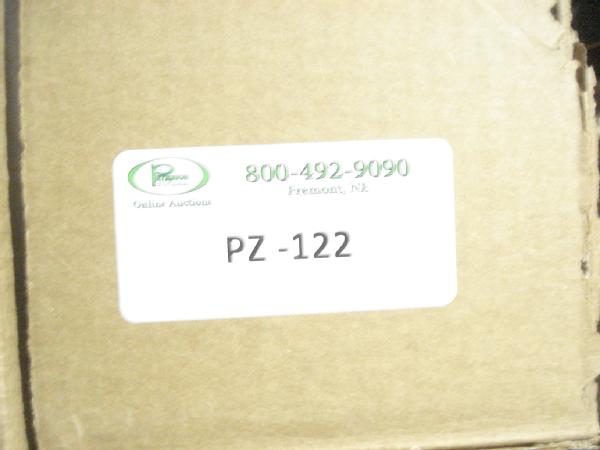 800-492-9090
Fremont, NE
Online Auctions
PZ -122